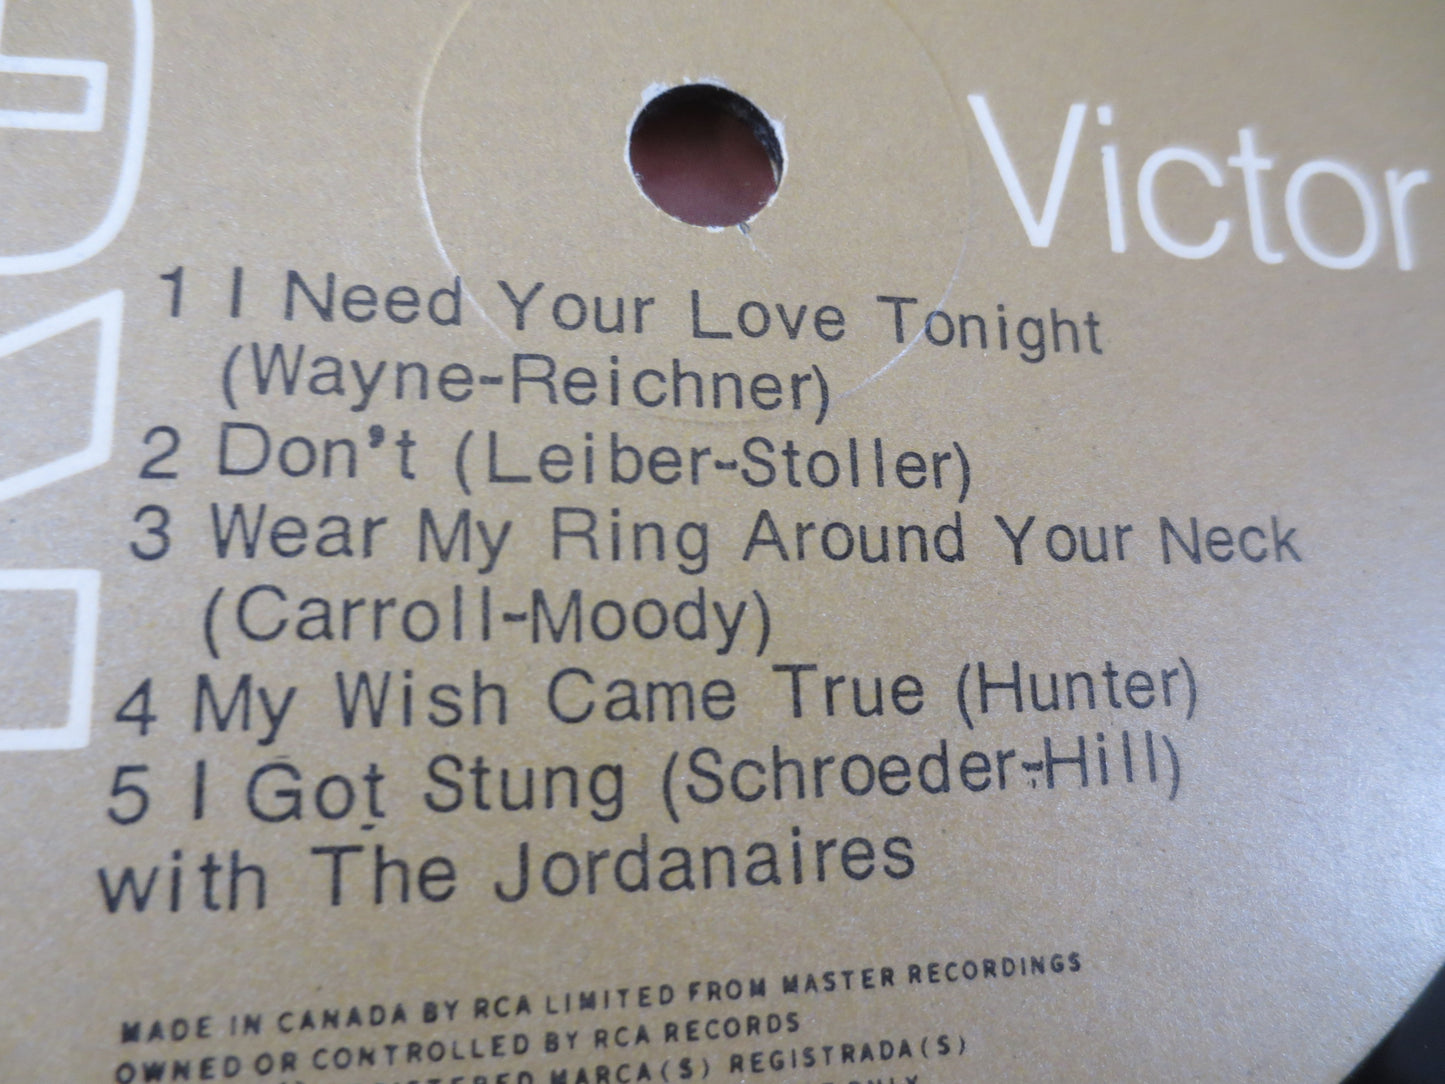 Victor
1 I Need Your Love Tonight
(Wayne-Reichner)
2 Don't (Leiber-Stoller)
3 Wear My Ring Around Your Neck
(Carroll-Moody)
4 My Wish Came True (Hunter)
5 I Got Stung (Schroeder-Hill)
with The Jordanaires
MADE IN CANADA BY RCA LIMITED FROM MASTER RECORDINGS
OWNED OR CONTROLLED BY RCA RECORDS
MARCA(S) REGISTRADA(S)